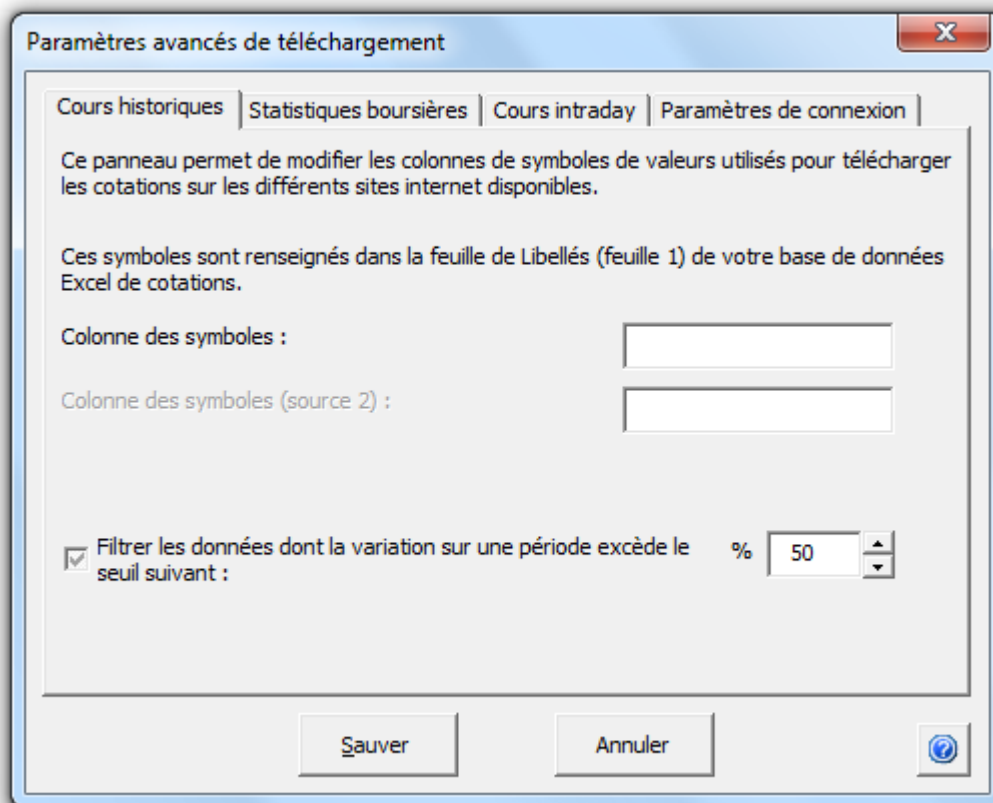 Paramètres avancés de téléchargement
X
Cours historiques
Statistiques boursières
Cours intraday
Paramètres de connexion
Ce panneau permet de modifier les colonnes de symboles de valeurs utilisés pour télécharger
les cotations sur les différents sites internet disponibles.
Ces symboles sont renseignés dans la feuille de Libellés (feuille 1) de votre base de données
Excel de cotations.
Colonne des symboles :
Colonne des symboles (source 2) :
Filtrer les données dont la variation sur une période excède le
seuil suivant :
% 50
Sauver
Annuler
?